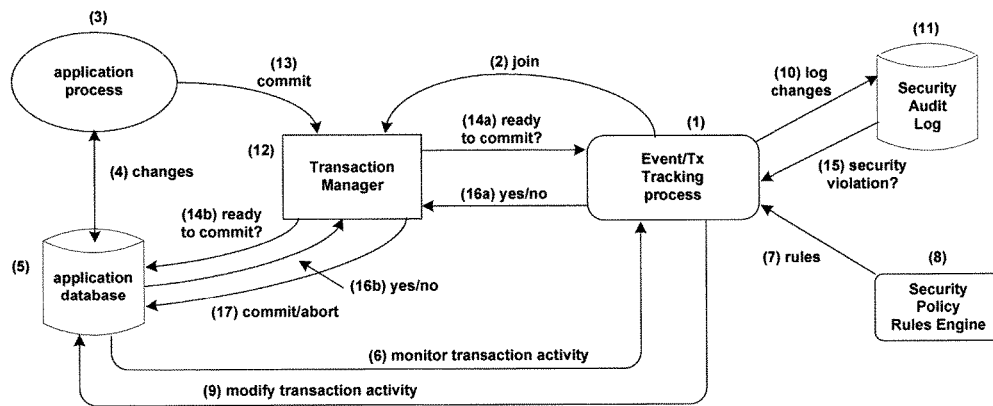 (3)
application
process
(13)
commit
(2) join
(10) log
changes
(11)
Security
Audit
Log
(12)
Transaction
Manager
(14a) ready
to commit?
(1)
Event/Tx
Tracking
process
(15) security
violation?
(4) changes
(14b) ready
to commit?
(16a) yes/no
(5)
application
database
(16b) yes/no
(17) commit/abort
(7) rules
(8)
Security
Policy
Rules Engine
(6) monitor transaction activity
(9) modify transaction activity